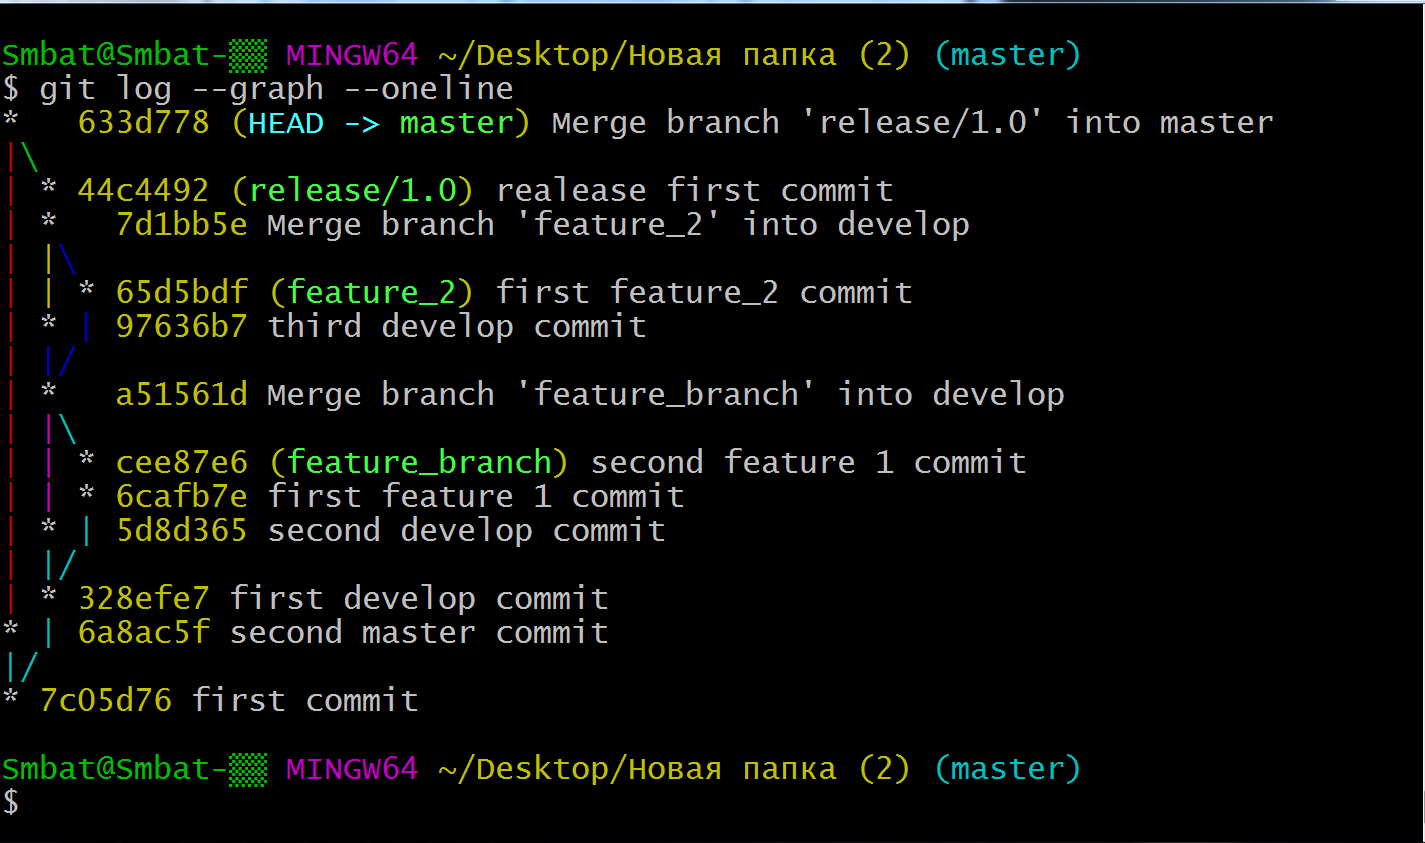 Smbat@Smbat-▒▒ MINGW64 ~/Desktop/Новая папка (2) (master)
$ git log --graph --oneline
*   633d778 (HEAD -> master) Merge branch 'release/1.0' into master
|\
| * 44c4492 (release/1.0) realease first commit
| *   7d1bb5e Merge branch 'feature_2' into develop
| |\
| | * 65d5bdf (feature_2) first feature_2 commit
| * | 97636b7 third develop commit
| |/
| *   a51561d Merge branch 'feature_branch' into develop
| |\
| | * cee87e6 (feature_branch) second feature 1 commit
| | * 6cafb7e first feature 1 commit
| * | 5d8d365 second develop commit
| |/
| * 328efe7 first develop commit
* | 6a8ac5f second master commit
|/
* 7c05d76 first commit
Smbat@Smbat-▒▒ MINGW64 ~/Desktop/Новая папка (2) (master)
$